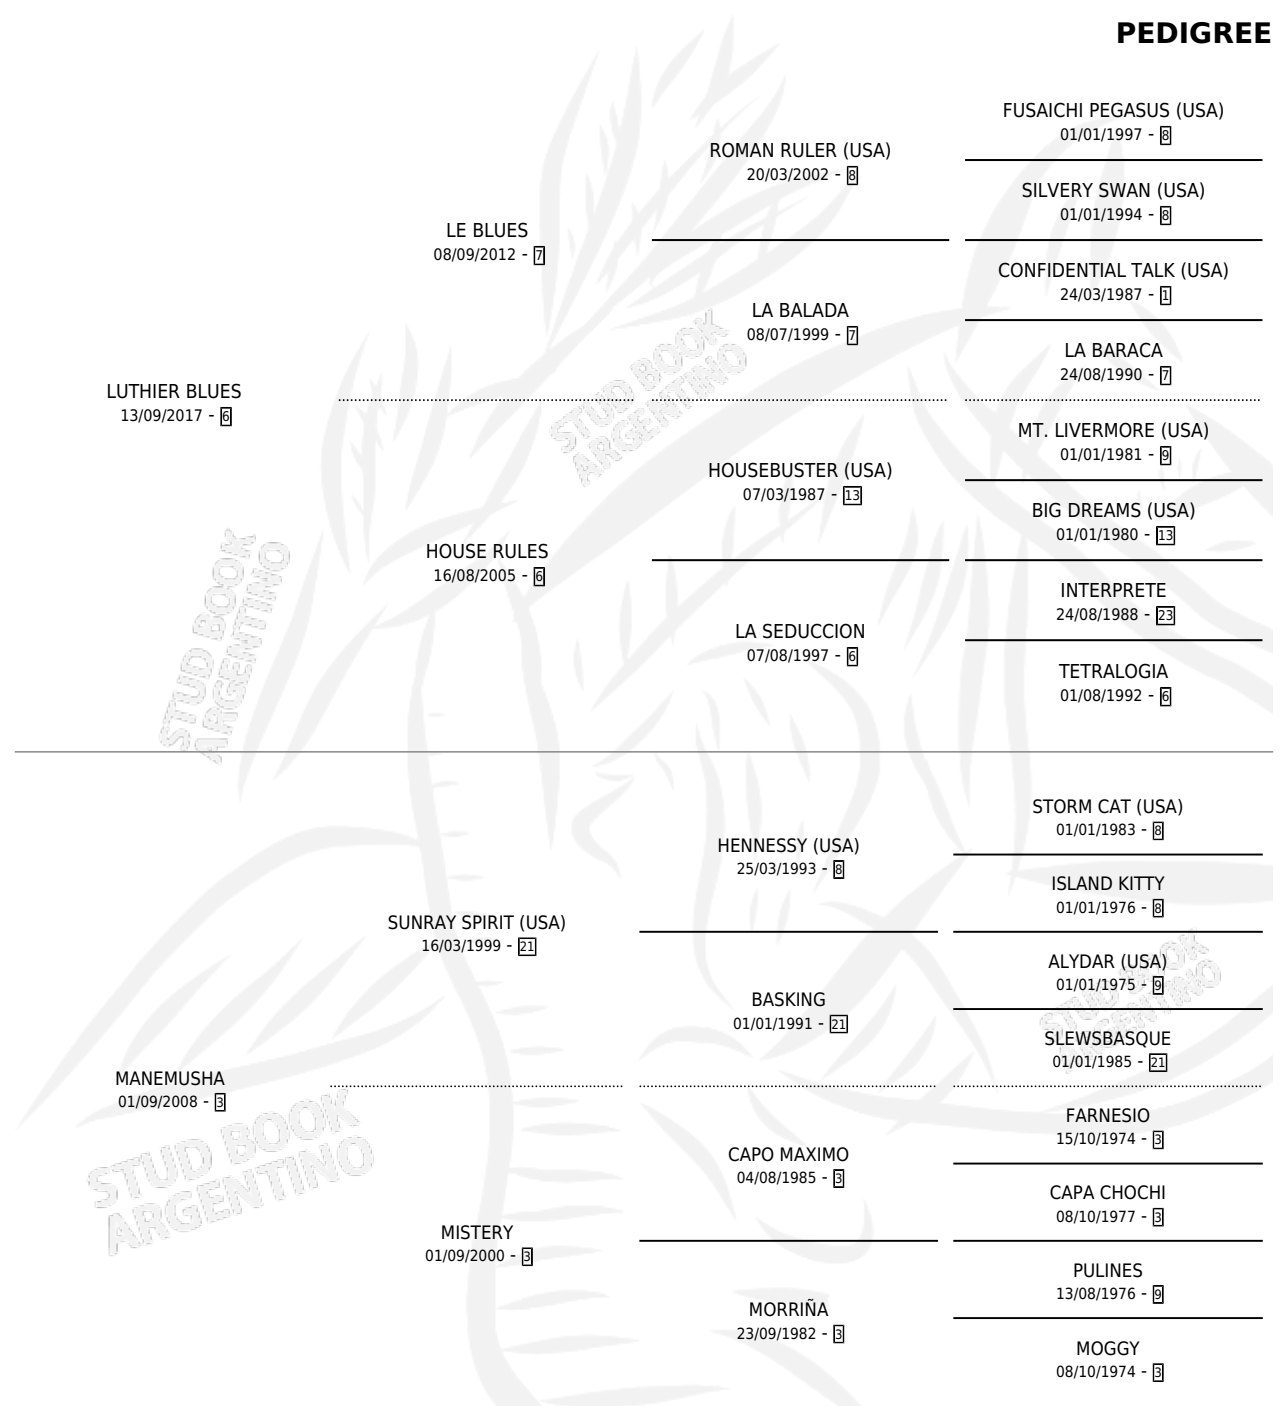 PEDIGREE
FUSAICHI PEGASUS (USA)
01/01/1997 - 8
ROMAN RULER (USA)
20/03/2002 - 8
SILVERY SWAN (USA)
01/01/1994 - 8
LE BLUES
08/09/2012 - 7
CONFIDENTIAL TALK (USA)
24/03/1987 - 1
LA BALADA
08/07/1999 - 7
LA BARACA
24/08/1990 - 7
LUTHIER BLUES
13/09/2017 - 6
MT. LIVERMORE (USA)
01/01/1981 - 9
HOUSEBUSTER (USA)
07/03/1987 - 13
BIG DREAMS (USA)
01/01/1980 - 13
HOUSE RULES
16/08/2005 - 6
INTERPRETE
24/08/1988 - 23
LA SEDUCCION
07/08/1997 - 6
TETRALOGIA
01/08/1992 - 6
STORM CAT (USA)
01/01/1983 - 8
HENNESSY (USA)
25/03/1993 - 8
ISLAND KITTY
01/01/1976 - 8
SUNRAY SPIRIT (USA)
16/03/1999 - 21
ALYDAR (USA)
01/01/1975 - 9
BASKING
01/01/1991 - 21
SLEWSBASQUE
01/01/1985 - 21
MANEMUSHA
01/09/2008 - 3
FARNESIO
15/10/1974 - 3
CAPO MAXIMO
04/08/1985 - 3
CAPA CHOCHI
08/10/1977 - 3
MISTERY
01/09/2000 - 3
PULINES
13/08/1976 - 9
MORRIÑA
23/09/1982 - 3
MOGGY
08/10/1974 - 3
STUD BOOK
ARGENTINO
STUD BOOK
ARGENTINO
STUD BOOK
ARGENTINO
STUD BOOK
ARGENTINO